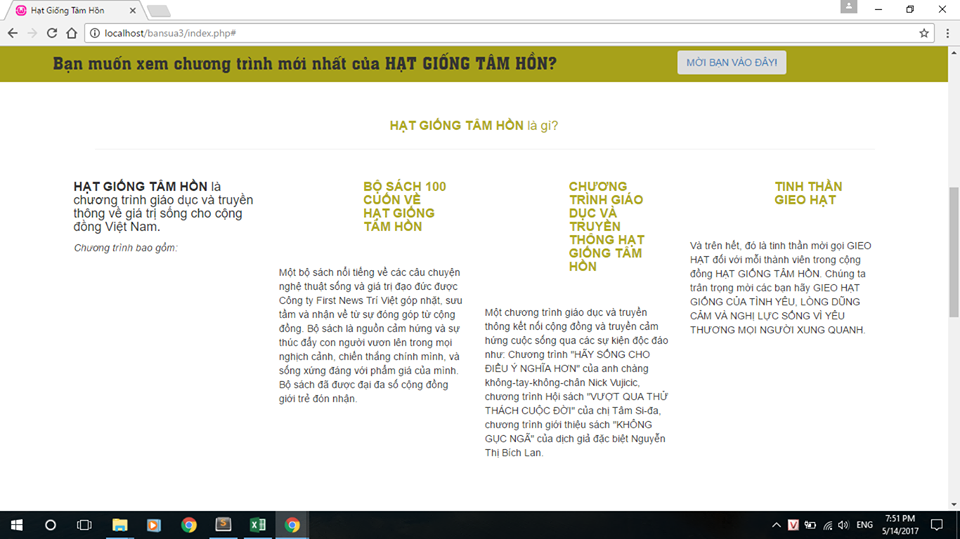 Hạt Giống Tâm Hồn
localhost/bansua3/index.php#
Bạn muốn xem chương trình mới nhất của HẠT GIỐNG TÂM HỒN?
MỜI BẠN VÀO ĐÂY!
HẠT GIỐNG TÂM HỒN là gì?
HẠT GIỐNG TÂM HỒN là
chương trình giáo dục và truyền
thông về giá trị sống cho cộng
đồng Việt Nam.
Chương trình bao gồm:
BỘ SÁCH 100
CUỐN VỀ
HẠT GIỐNG
TÂM HỒN
Một bộ sách nổi tiếng về các câu chuyện
nghệ thuật sống và giá trị đạo đức được
Công ty First News Trí Việt góp nhặt, sưu
tầm và nhận về từ sự đóng góp từ cộng
đồng. Bộ sách là nguồn cảm hứng và sự
thúc đẩy con người vươn lên trong mọi
nghịch cảnh, chiến thắng chính mình, và
sống xứng đáng với phẩm giá của mình.
Bộ sách đã được đại đa số cộng đồng
giới trẻ đón nhận.
CHƯƠNG
TRÌNH GIÁO
DỤC VÀ
TRUYỀN
THÔNG HẠT
GIỐNG TÂM
HỒN
Một chương trình giáo dục và truyền
thông kết nối cộng đồng và truyền cảm
hứng cuộc sống qua các sự kiện độc đáo
như: Chương trình "HÃY SỐNG CHO
ĐIỀU Ý NGHĨA HƠN" của anh chàng
không-tay-không-chân Nick Vujicic,
chương trình Hội sách "VƯỢT QUA THỬ
THÁCH CUỘC ĐỜI" của chị Tâm Si-đa,
chương trình giới thiệu sách "KHÔNG
GỤC NGÃ" của dịch giả đặc biệt Nguyễn
Thị Bích Lan.
TINH THẦN
GIEO HẠT
Và trên hết, đó là tinh thần mời gọi GIEO
HẠT đối với mỗi thành viên trong cộng
đồng HẠT GIỐNG TÂM HỒN. Chúng ta
trân trọng mời các bạn hãy GIEO HẠT
GIỐNG CỦA TÌNH YÊU, LÒNG DŨNG
CẢM VÀ NGHỊ LỰC SỐNG VÌ YÊU
THƯƠNG MỌI NGƯỜI XUNG QUANH.
ENG
7:51 PM
5/14/2017